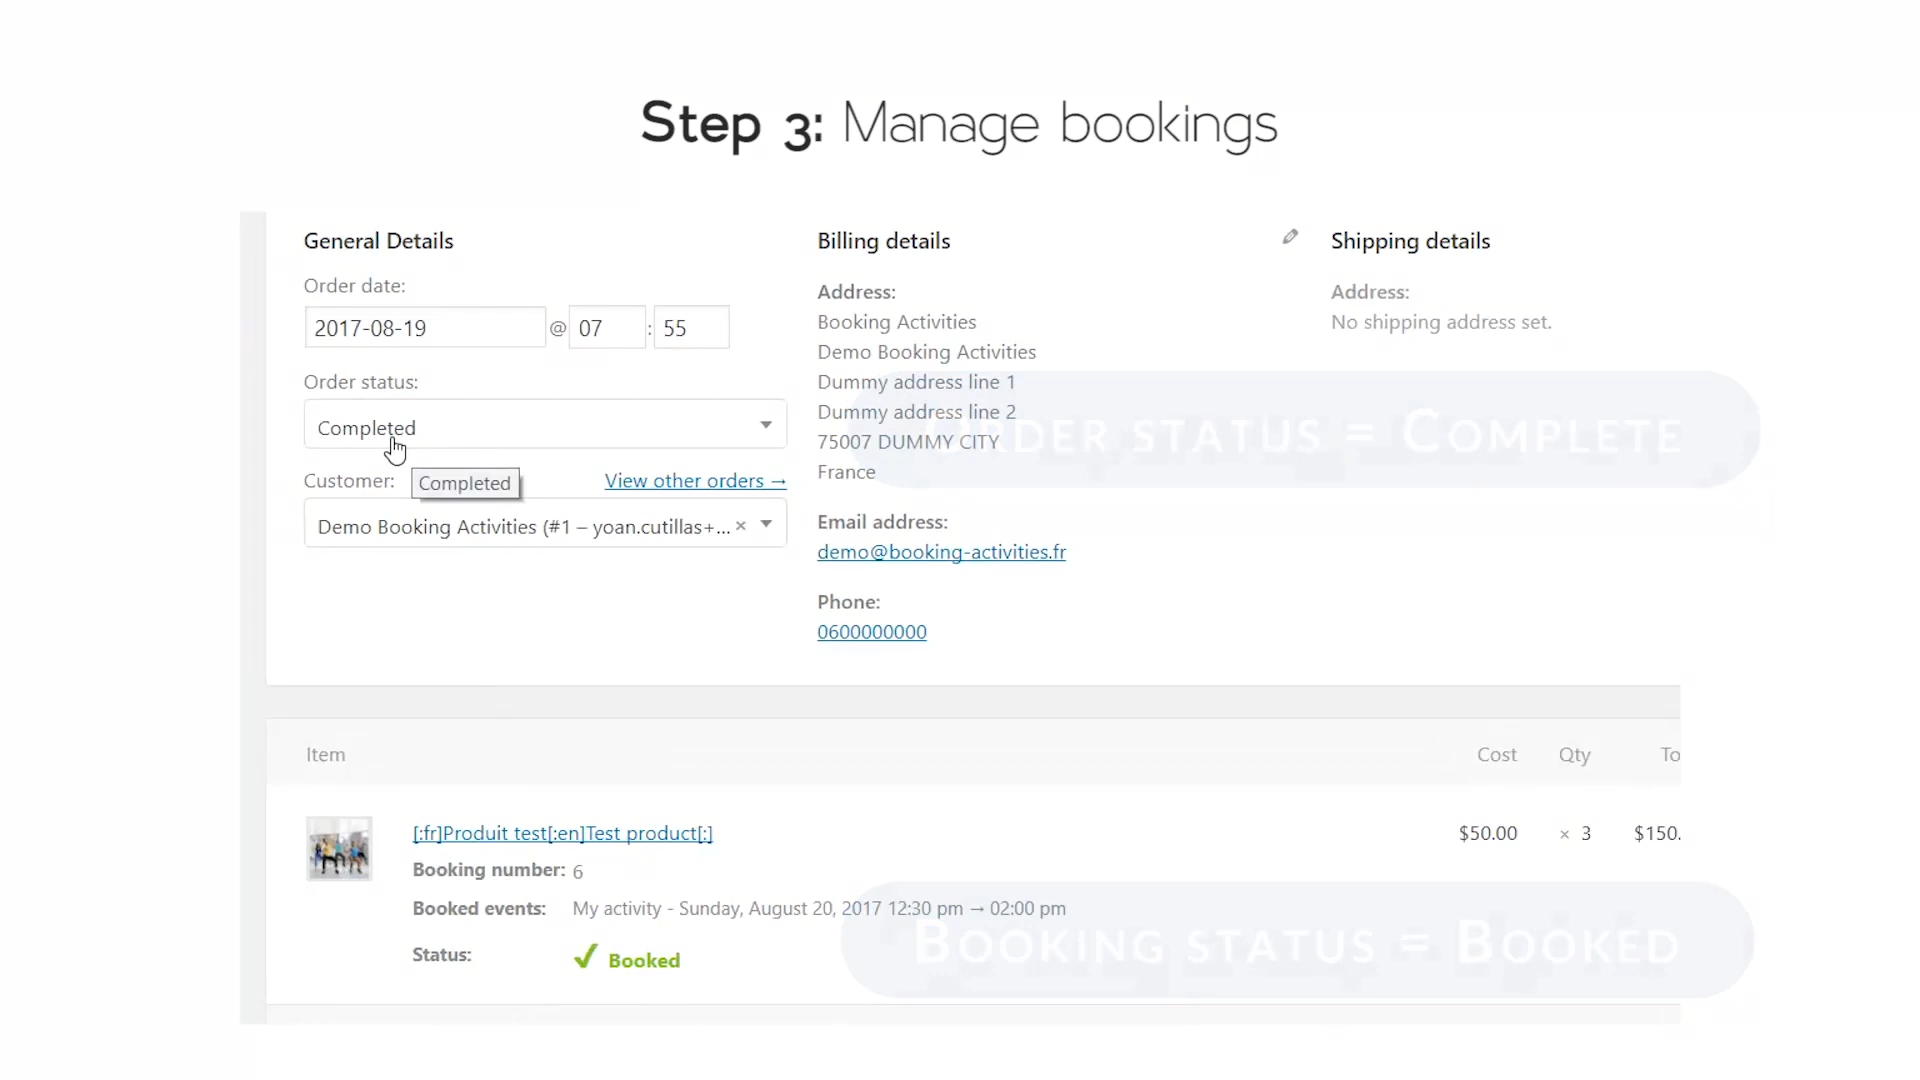 Step 3: Manage bookings
General Details
Order date:
2017-08-19 @ 07 : 55
Order status:
Completed
Customer:
Completed
View other orders →
Demo Booking Activities (#1 – yoan.cutillas+... ×
Billing details
Address:
Booking Activities
Demo Booking Activities
Dummy address line 1
Dummy address line 2
75007 DUMMY CITY
France
Email address:
demo@booking-activities.fr
Phone:
0600000000
Shipping details
Address:
No shipping address set.
Order status = Complete
Item Cost Qty To
[:fr]Produit test[:en]Test product[:] $50.00 × 3 $150.
Booking number: 6
Booked events: My activity - Sunday, August 20, 2017 12:30 pm → 02:00 pm
Status: Booked
Booking status = Booked